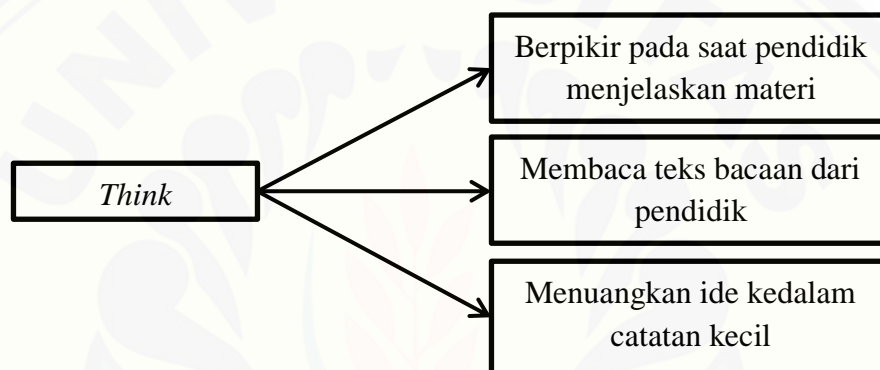 Berpikir pada saat pendidik
menjelaskan materi
Think
Membaca teks bacaan dari
pendidik
Menuangkan ide kedalam
catatan kecil